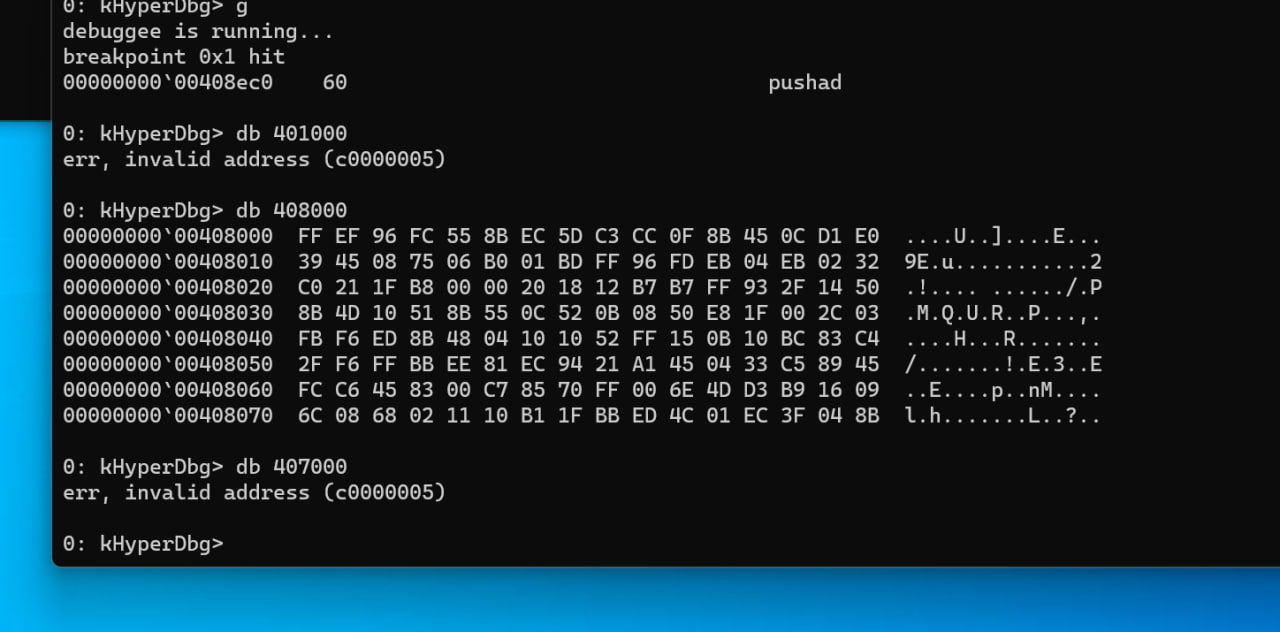 0: kHyperDbg> g
debuggee is running...
breakpoint 0x1 hit
00000000`00408ec0    60                                  pushad
0: kHyperDbg> db 401000
err, invalid address (c0000005)
0: kHyperDbg> db 408000
00000000`00408000  FF EF 96 FC 55 8B EC 5D C3 CC 0F 8B 45 0C D1 E0  ....U..]....E...
00000000`00408010  39 45 08 75 06 B0 01 BD FF 96 FD EB 04 EB 02 32  9E.u...........2
00000000`00408020  C0 21 1F B8 00 00 20 18 12 B7 B7 FF 93 2F 14 50  .!.... ....../.P
00000000`00408030  8B 4D 10 51 8B 55 0C 52 0B 08 50 E8 1F 00 2C 03  .M.Q.U.R..P...,.
00000000`00408040  FB F6 ED 8B 48 04 10 10 52 FF 15 0B 10 BC 83 C4  ....H...R.......
00000000`00408050  2F F6 FF BB EE 81 EC 94 21 A1 45 04 33 C5 89 45  /.......!.E.3..E
00000000`00408060  FC C6 45 83 00 C7 85 70 FF 00 6E 4D D3 B9 16 09  ..E....p..nM....
00000000`00408070  6C 08 68 02 11 10 B1 1F BB ED 4C 01 EC 3F 04 8B  l.h.......L..?..
0: kHyperDbg> db 407000
err, invalid address (c0000005)
0: kHyperDbg>